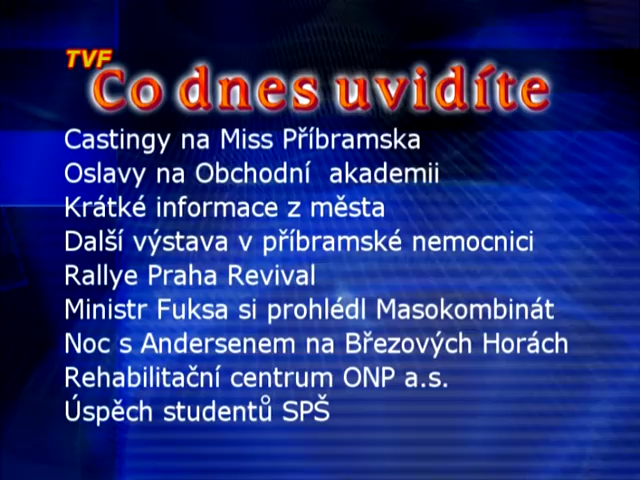 TVF
Co dnes uvidíte
Castingy na Miss Příbramska
Oslavy na Obchodní  akademii
Krátké informace z města
Další výstava v příbramské nemocnici
Rallye Praha Revival
Ministr Fuksa si prohlédl Masokombinát
Noc s Andersenem na Březových Horách
Rehabilitační centrum ONP a.s.
Úspěch studentů SPŠ